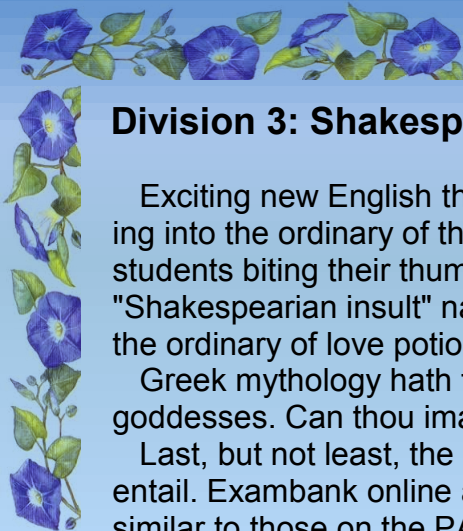 Division 3: Shakesp
Exciting new English th
ing into the ordinary of th
students biting their thum
"Shakespearian insult" na
the ordinary of love potio
Greek mythology hath
goddesses. Can thou ima
Last, but not least, the
entail. Exambank online a
similar to those on the PA